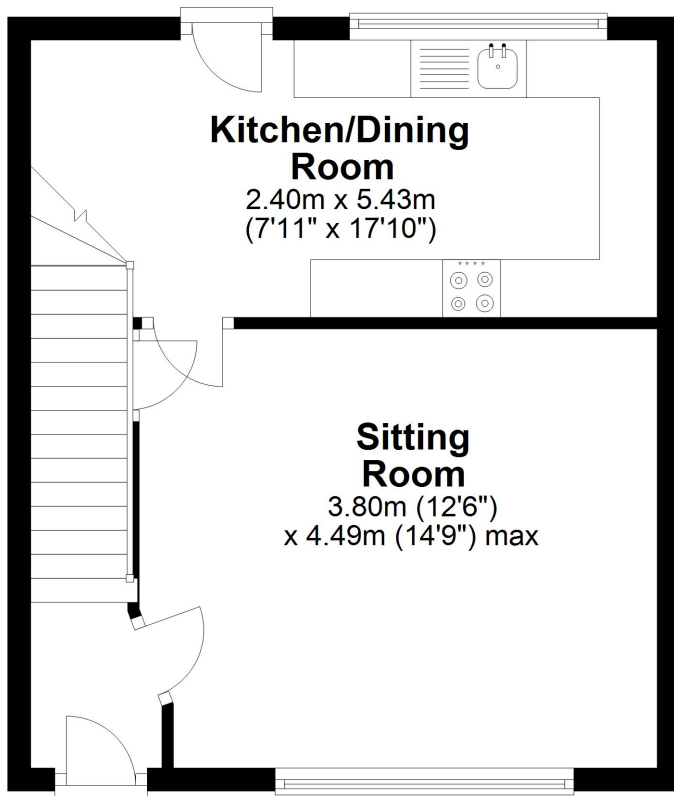 Kitchen/Dining
Room
2.40m x 5.43m
(7'11" x 17'10")
Sitting
Room
3.80m (12'6")
x 4.49m (14'9") max